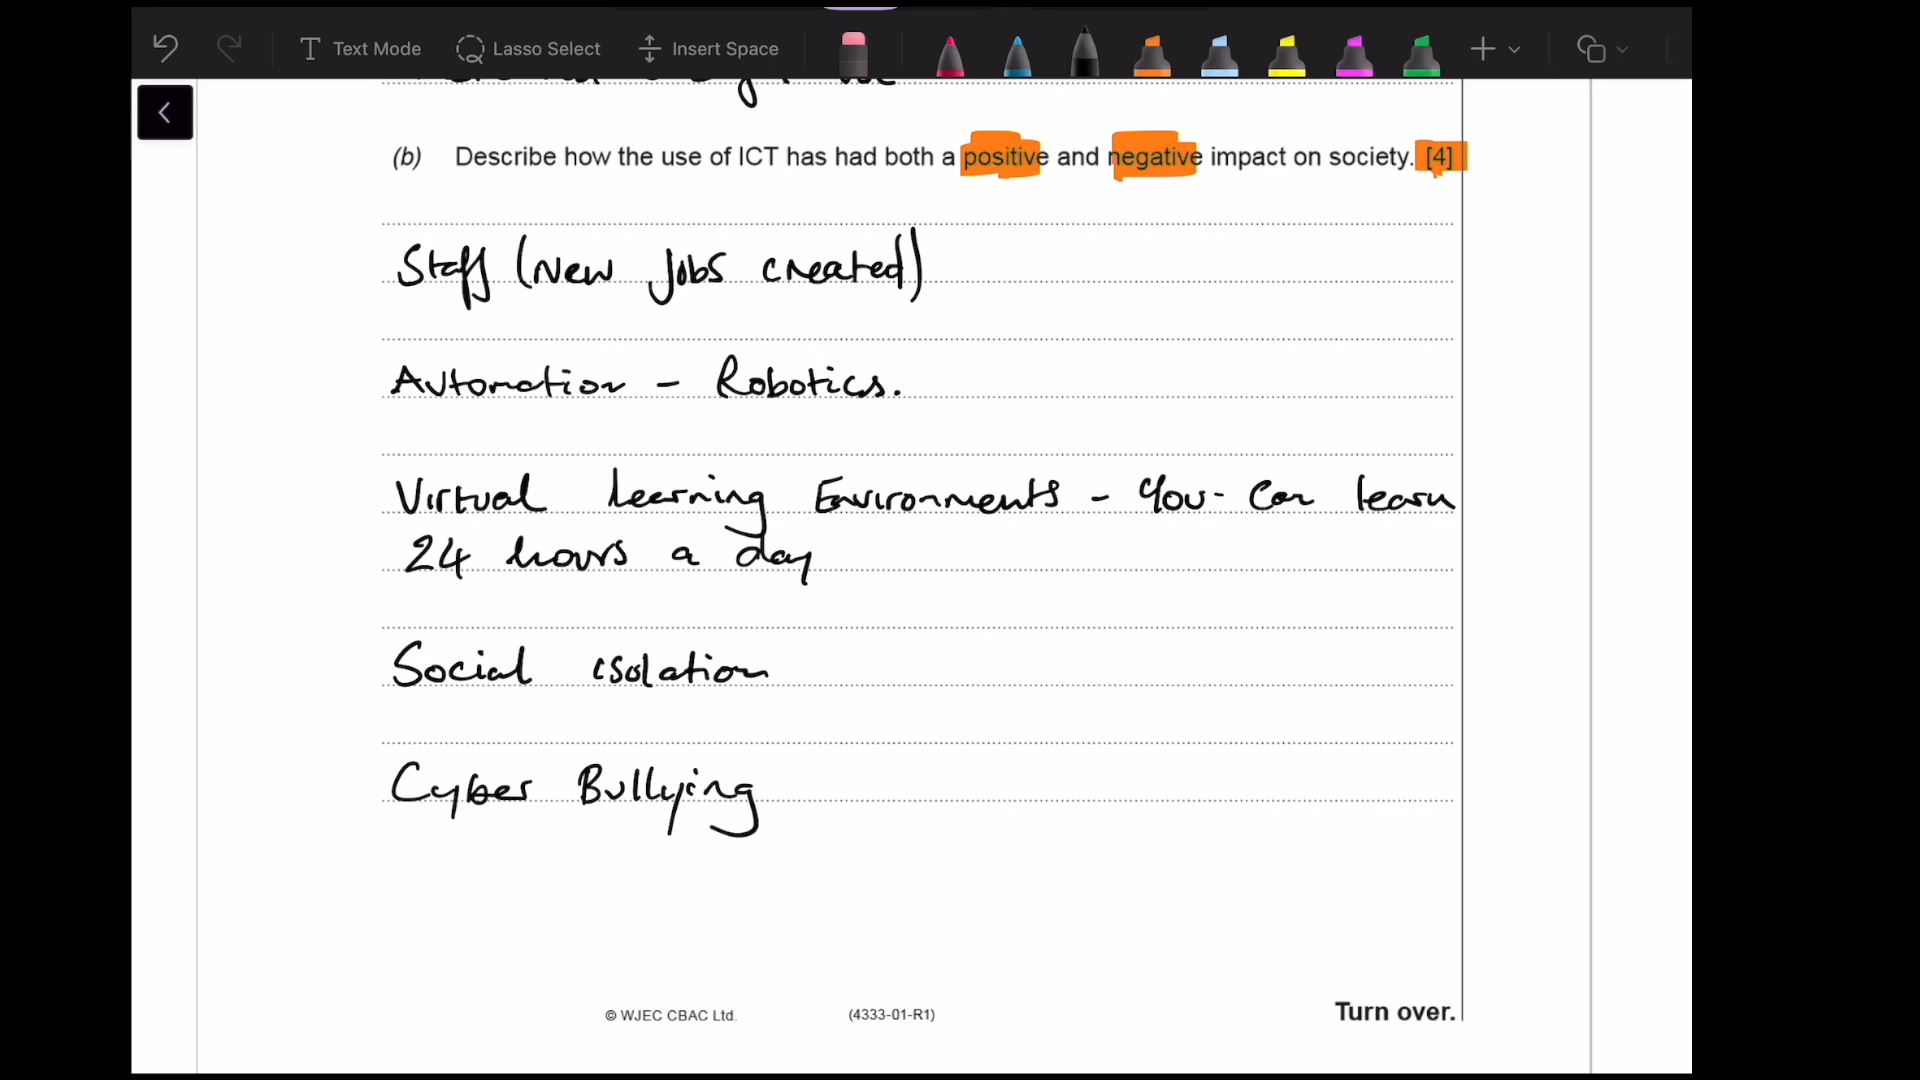 Text Mode Lasso Select Insert Space
(b) Describe how the use of ICT has had both a positive and negative impact on society. [4]
Staff (New Jobs created)
Automation - Robotics.
Virtual Learning Environments - You can learn
24 hours a day
Social isolation
Cyber Bullying
© WJEC CBAC Ltd. (4333-01-R1) Turn over.